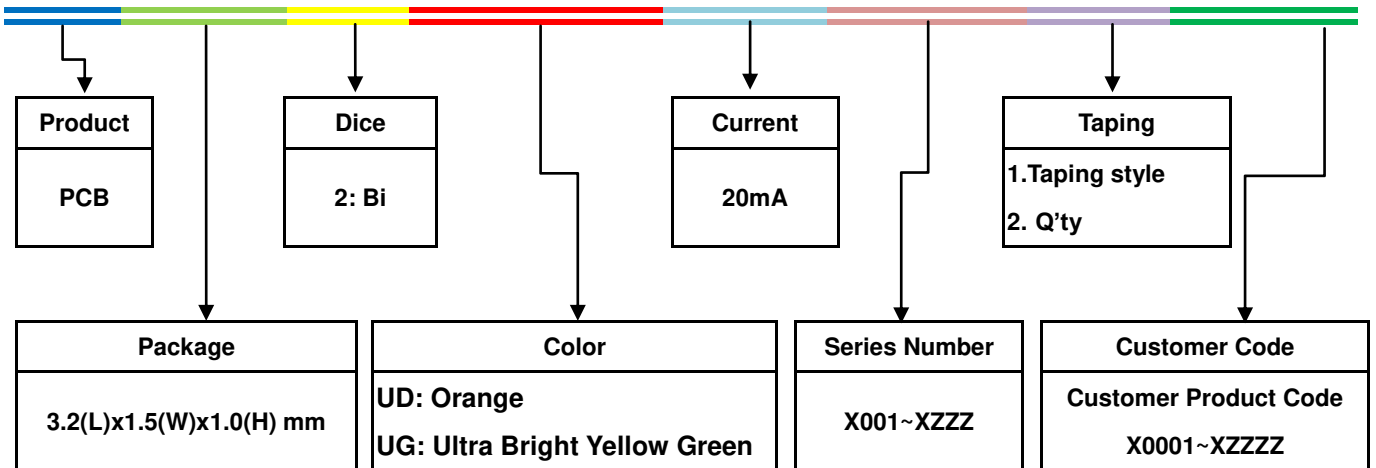 Product
PCB
Dice
2: Bi
Current
20mA
Taping
1.Taping style
2. Q’ty
Package
3.2(L)x1.5(W)x1.0(H) mm
Color
UD: Orange
UG: Ultra Bright Yellow Green
Series Number
X001~XZZZ
Customer Code
Customer Product Code
X0001~XZZZZ